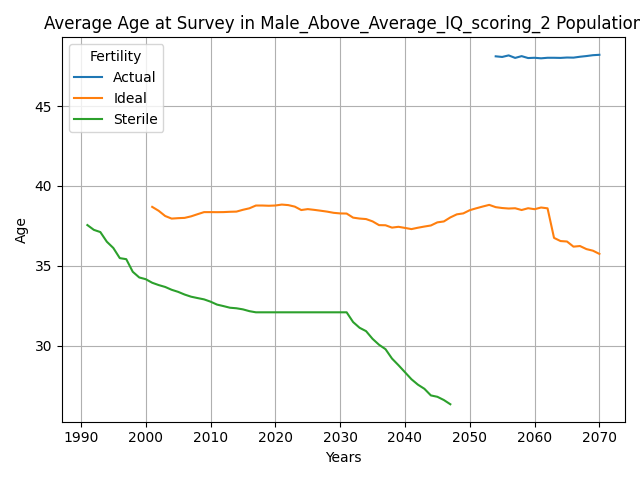 Average Age at Survey in Male_Above_Average_IQ_scoring_2 Population
Fertility
Actual
Ideal
Sterile
Age
45
40
35
30
1990 2000 2010 2020 2030 2040 2050 2060 2070
Years